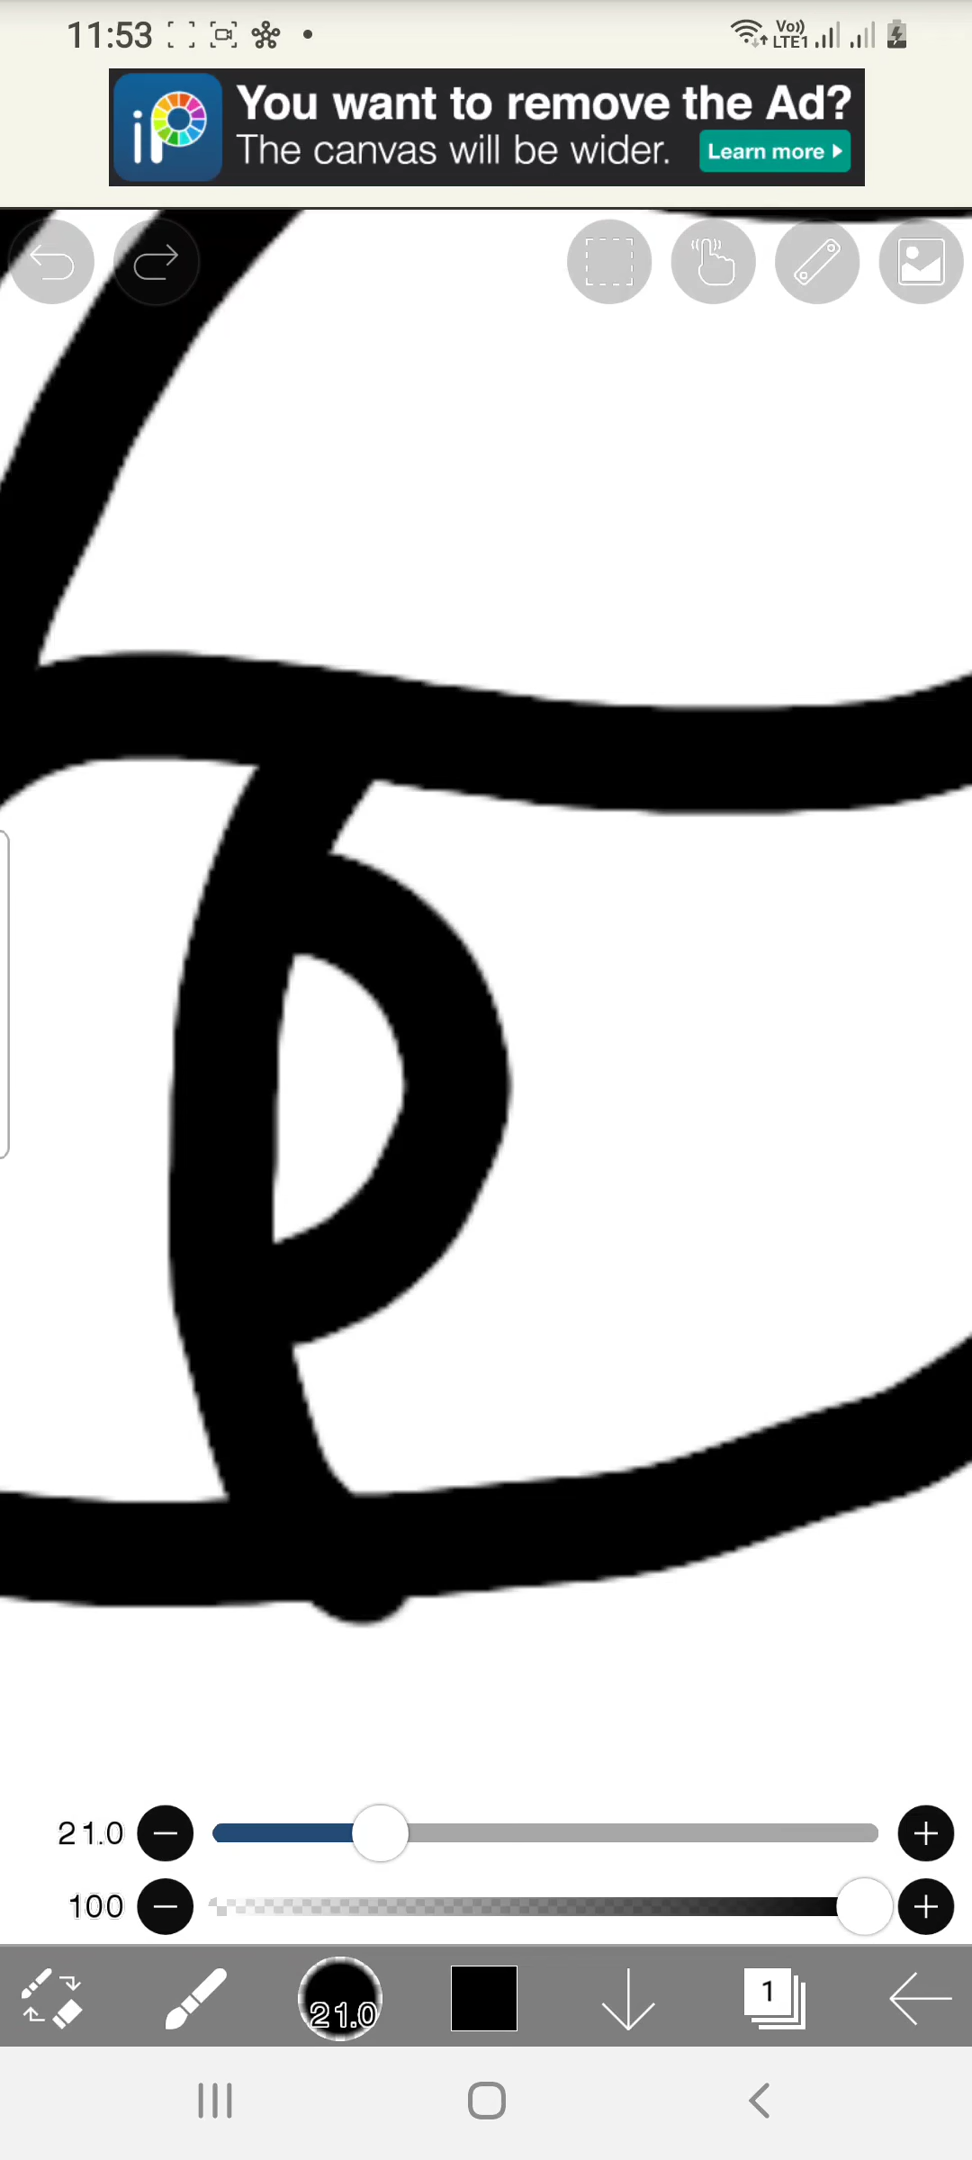 11:53
Vo)) LTE1
iP
You want to remove the Ad?
The canvas will be wider.
Learn more
21.0
100
21.0
1